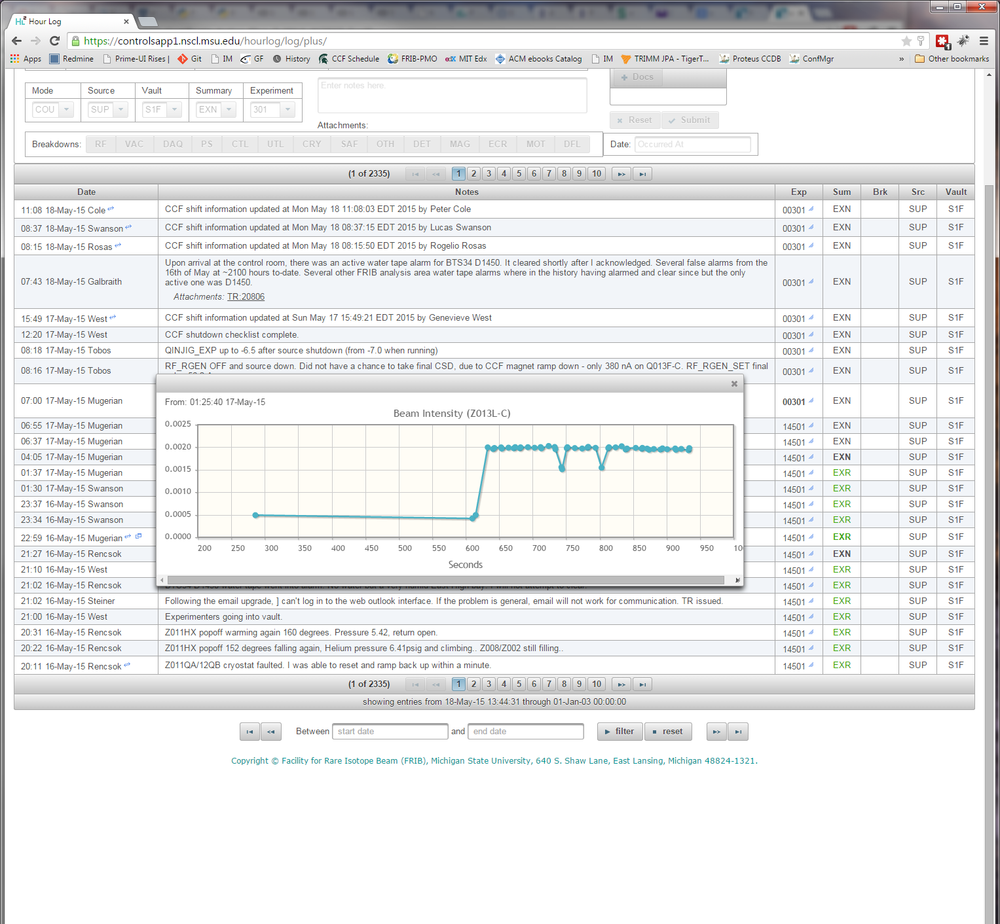 Hour Log
https://controlsapp1.nscl.msu.edu/hourlog/log/plus/
Apps Redmine Prime-UI Rises | Git IM GF History CCF Schedule FRIB-PMO edX MIT Edx ACM ebooks Catalog IM TRIMM JPA - TigerT... Proteus CCDB ConfMgr » Other bookmarks
Docs
Mode Source Vault Summary Experiment
Enter notes here.
COU SUP S1F EXN 301
Reset Submit
Attachments:
Breakdowns: RF VAC DAQ PS CTL UTL CRY SAF OTH DET MAG ECR MOT DFL Date: Occurred At
(1 of 2335) 1 2 3 4 5 6 7 8 9 10
Date Notes Exp Sum Brk Src Vault
11:08 18-May-15 Cole CCF shift information updated at Mon May 18 11:08:03 EDT 2015 by Peter Cole 00301 EXN SUP S1F
08:37 18-May-15 Swanson CCF shift information updated at Mon May 18 08:37:15 EDT 2015 by Lucas Swanson 00301 EXN SUP S1F
08:15 18-May-15 Rosas CCF shift information updated at Mon May 18 08:15:50 EDT 2015 by Rogelio Rosas 00301 EXN SUP S1F
Upon arrival at the control room, there was an active water tape alarm for BTS34 D1450. It cleared shortly after I acknowledged. Several false alarms from the
16th of May at ~2100 hours to-date. Several other FRIB analysis area water tape alarms where in the history having alarmed and clear since but the only
active one was D1450.
07:43 18-May-15 Galbraith 00301 EXN SUP S1F
Attachments: TR:20806
15:49 17-May-15 West CCF shift information updated at Sun May 17 15:49:21 EDT 2015 by Genevieve West 00301 EXN SUP S1F
12:20 17-May-15 West CCF shutdown checklist complete. 00301 EXN SUP S1F
08:18 17-May-15 Tobos QINJIG_EXP up to -6.5 after source shutdown (from -7.0 when running) 00301 EXN SUP S1F
08:16 17-May-15 Tobos RF_RGEN OFF and source down. Did not have a chance to take final CSD, due to CCF magnet ramp down - only 380 nA on Q013F-C. RF_RGEN_SET final 00301 EXN SUP S1F
07:00 17-May-15 Mugerian 00301 EXN SUP S1F
06:55 17-May-15 Mugerian 14501 EXN SUP S1F
06:37 17-May-15 Mugerian 14501 EXN SUP S1F
04:05 17-May-15 Mugerian 14501 EXN SUP S1F
01:37 17-May-15 Mugerian 14501 EXR SUP S1F
01:30 17-May-15 Swanson 14501 EXR SUP S1F
23:37 16-May-15 Swanson 14501 EXR SUP S1F
23:34 16-May-15 Swanson 14501 EXR SUP S1F
22:59 16-May-15 Mugerian 14501 EXR SUP S1F
21:27 16-May-15 Rencsok 14501 EXN SUP S1F
21:10 16-May-15 West 14501 EXR SUP S1F
From: 01:25:40 17-May-15
Beam Intensity (Z013L-C)
0.0025
0.0020
0.0015
0.0010
0.0005
0.0000
200 250 300 350 400 450 500 550 600 650 700 750 800 850 900 950
Seconds
21:02 16-May-15 Rencsok 14501 EXR SUP S1F
21:02 16-May-15 Steiner Following the email upgrade, ] can't log in to the web outlook interface. If the problem is general, email will not work for communication. TR issued. 14501 EXR SUP S1F
21:00 16-May-15 West Experimenters going into vault. 14501 EXR SUP S1F
20:31 16-May-15 Rencsok Z011HX popoff warming again 160 degrees. Pressure 5.42, return open. 14501 EXR SUP S1F
20:22 16-May-15 Rencsok Z011HX popoff 152 degrees falling again, Helium pressure 6.41psig and climbing.. Z008/Z002 still filling.. 14501 EXR SUP S1F
20:11 16-May-15 Rencsok Z011QA/12QB cryostat faulted. I was able to reset and ramp back up within a minute. 14501 EXR SUP S1F
(1 of 2335) 1 2 3 4 5 6 7 8 9 10
showing entries from 18-May-15 13:44:31 through 01-Jan-03 00:00:00
Between start date and end date filter reset
Copyright © Facility for Rare Isotope Beam (FRIB), Michigan State University, 640 S. Shaw Lane, East Lansing, Michigan 48824-1321.